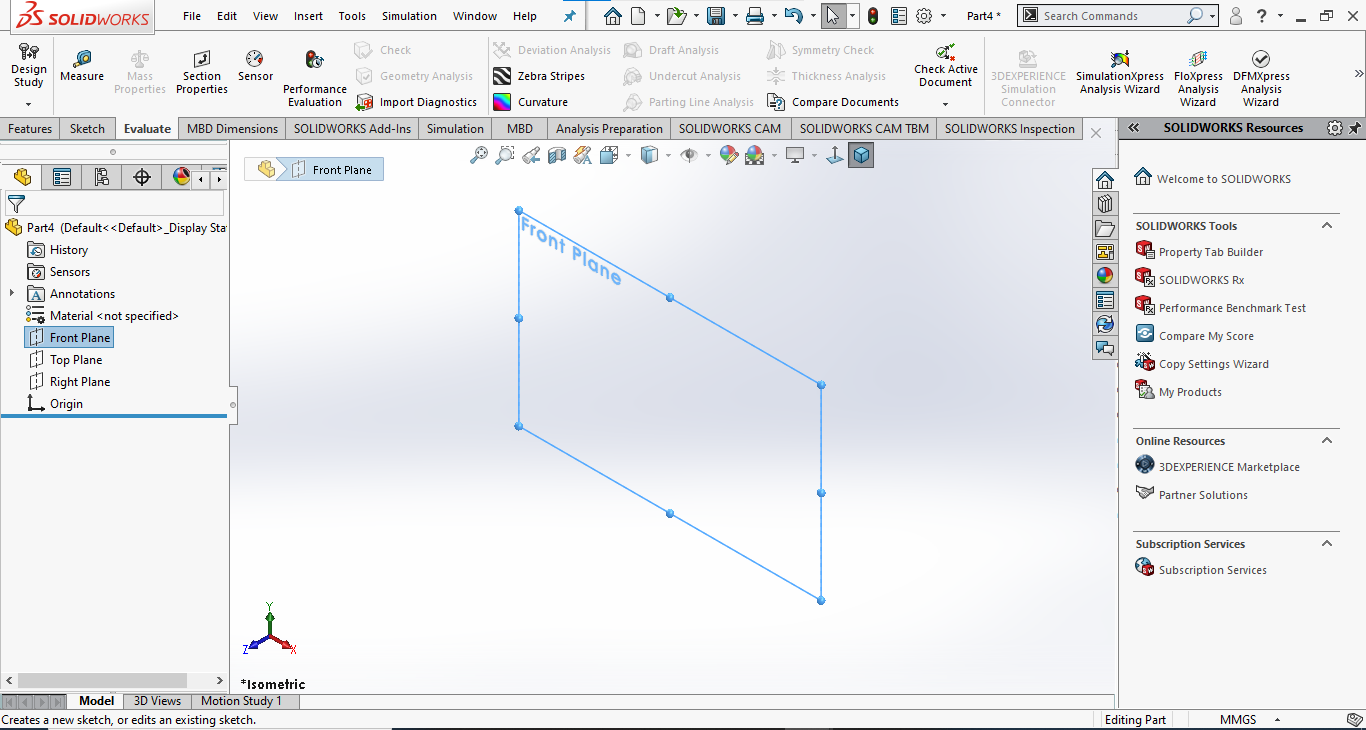 SOLIDWORKS File Edit View Insert Tools Simulation Window Help Part4 * Search Commands ?
Design Study
Measure
Mass Properties
Section Properties
Sensor
Performance Evaluation
Check
Geometry Analysis
Import Diagnostics
Deviation Analysis
Zebra Stripes
Curvature
Draft Analysis
Undercut Analysis
Parting Line Analysis
Symmetry Check
Thickness Analysis
Compare Documents
Check Active Document
3DEXPERIENCE Simulation Connector
SimulationXpress Analysis Wizard
FloXpress Analysis Wizard
DFMXpress Analysis Wizard
Features Sketch Evaluate MBD Dimensions SOLIDWORKS Add-Ins Simulation MBD Analysis Preparation SOLIDWORKS CAM SOLIDWORKS CAM TBM SOLIDWORKS Inspection
Part4 (Default<<Default>_Display Sta
History
Sensors
Annotations
Material <not specified>
Front Plane
Top Plane
Right Plane
Origin
Front Plane
Front Plane
Y
Z
X
*Isometric
SOLIDWORKS Resources
Welcome to SOLIDWORKS
SOLIDWORKS Tools
Property Tab Builder
SOLIDWORKS Rx
Performance Benchmark Test
Compare My Score
Copy Settings Wizard
My Products
Online Resources
3DEXPERIENCE Marketplace
Partner Solutions
Subscription Services
Subscription Services
Model 3D Views Motion Study 1
Creates a new sketch, or edits an existing sketch. Editing Part MMGS